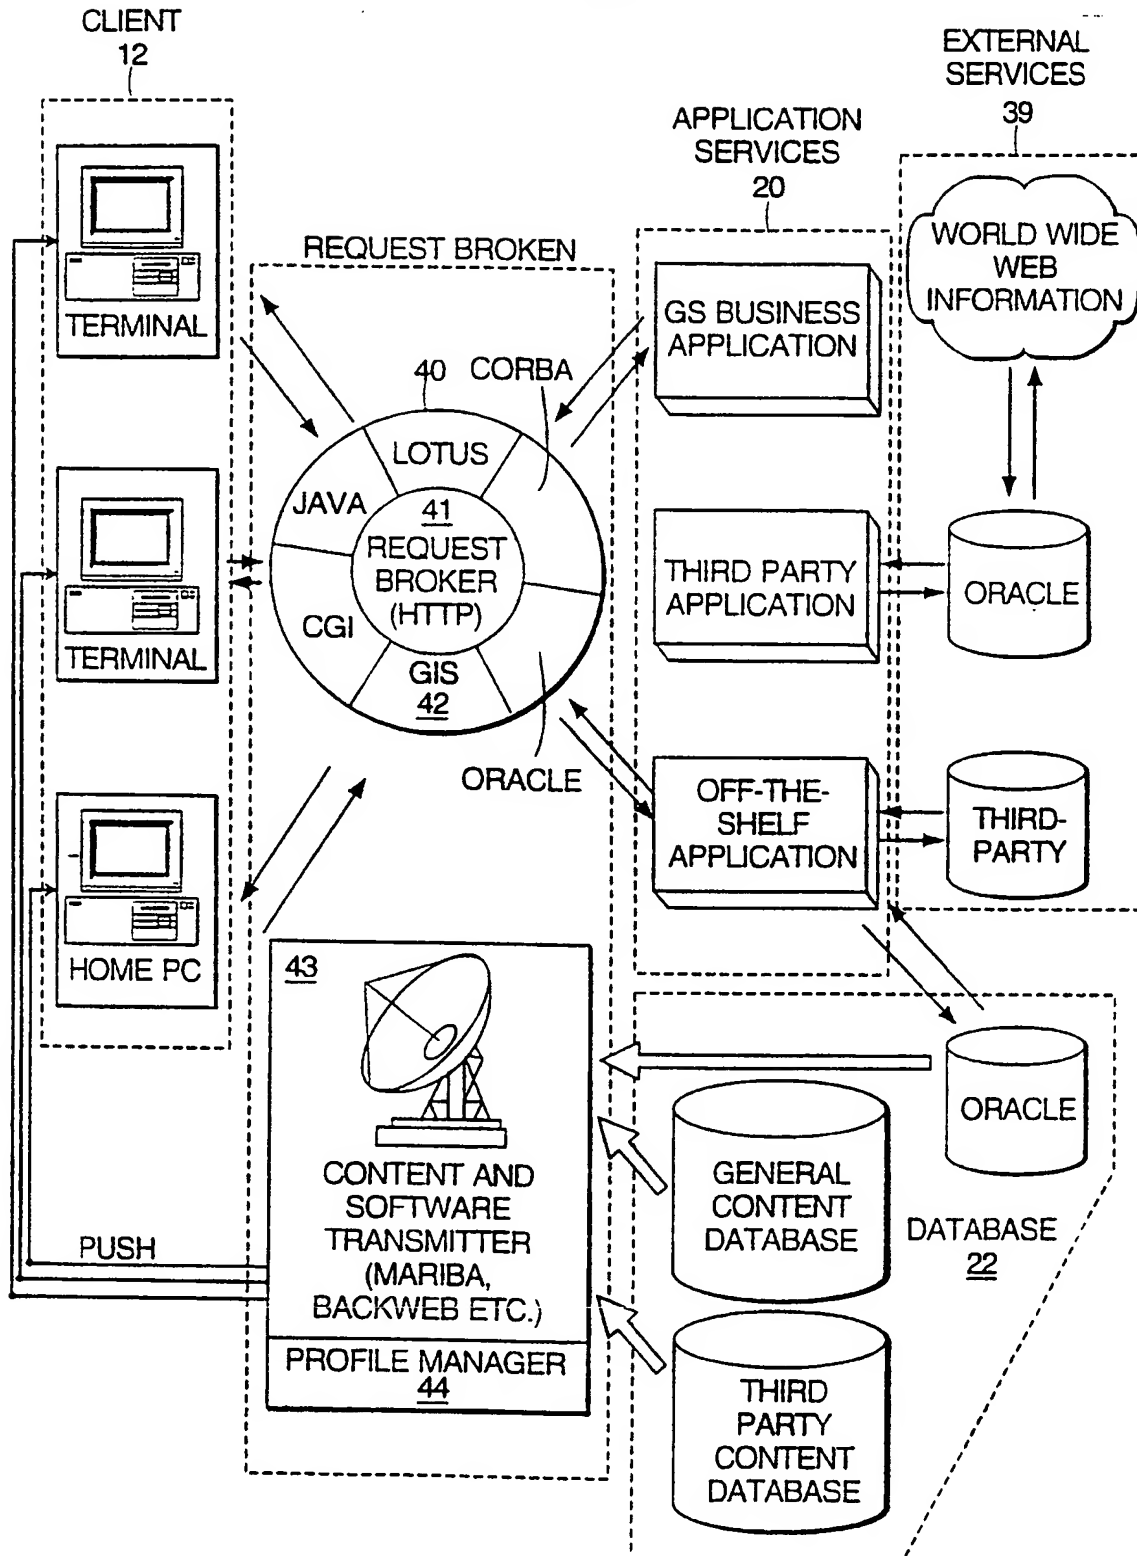 CLIENT
12
EXTERNAL
SERVICES
39
APPLICATION
SERVICES
20
TERMINAL
REQUEST BROKEN
GS BUSINESS
APPLICATION
WORLD WIDE
WEB
INFORMATION
40
CORBA
LOTUS
JAVA
41
REQUEST
BROKER
(HTTP)
CGI
GIS
42
ORACLE
TERMINAL
THIRD PARTY
APPLICATION
ORACLE
OFF-THE-
SHELF
APPLICATION
THIRD-
PARTY
HOME PC
43
CONTENT AND
SOFTWARE
TRANSMITTER
(MARIBA,
BACKWEB ETC.)
PROFILE MANAGER
44
PUSH
ORACLE
GENERAL
CONTENT
DATABASE
DATABASE
22
THIRD
PARTY
CONTENT
DATABASE